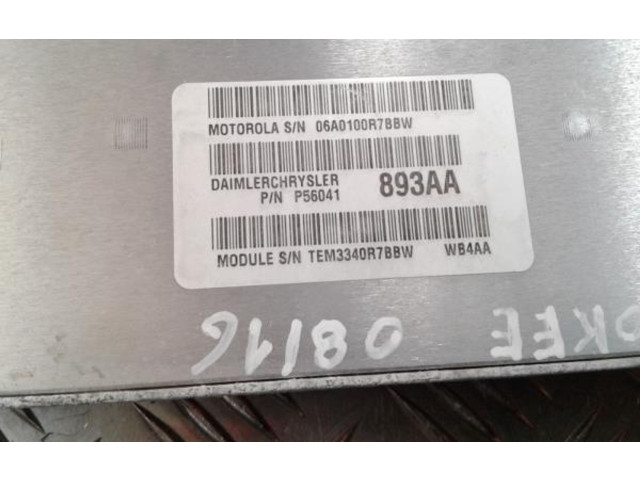 MOTOROLA S/N 06A0100R7BBW
DAIMLERCHRYSLER 893AA
P/N P56041
MODULE S/N TEM3340R7BBW WB4AA
OKEE 08/16